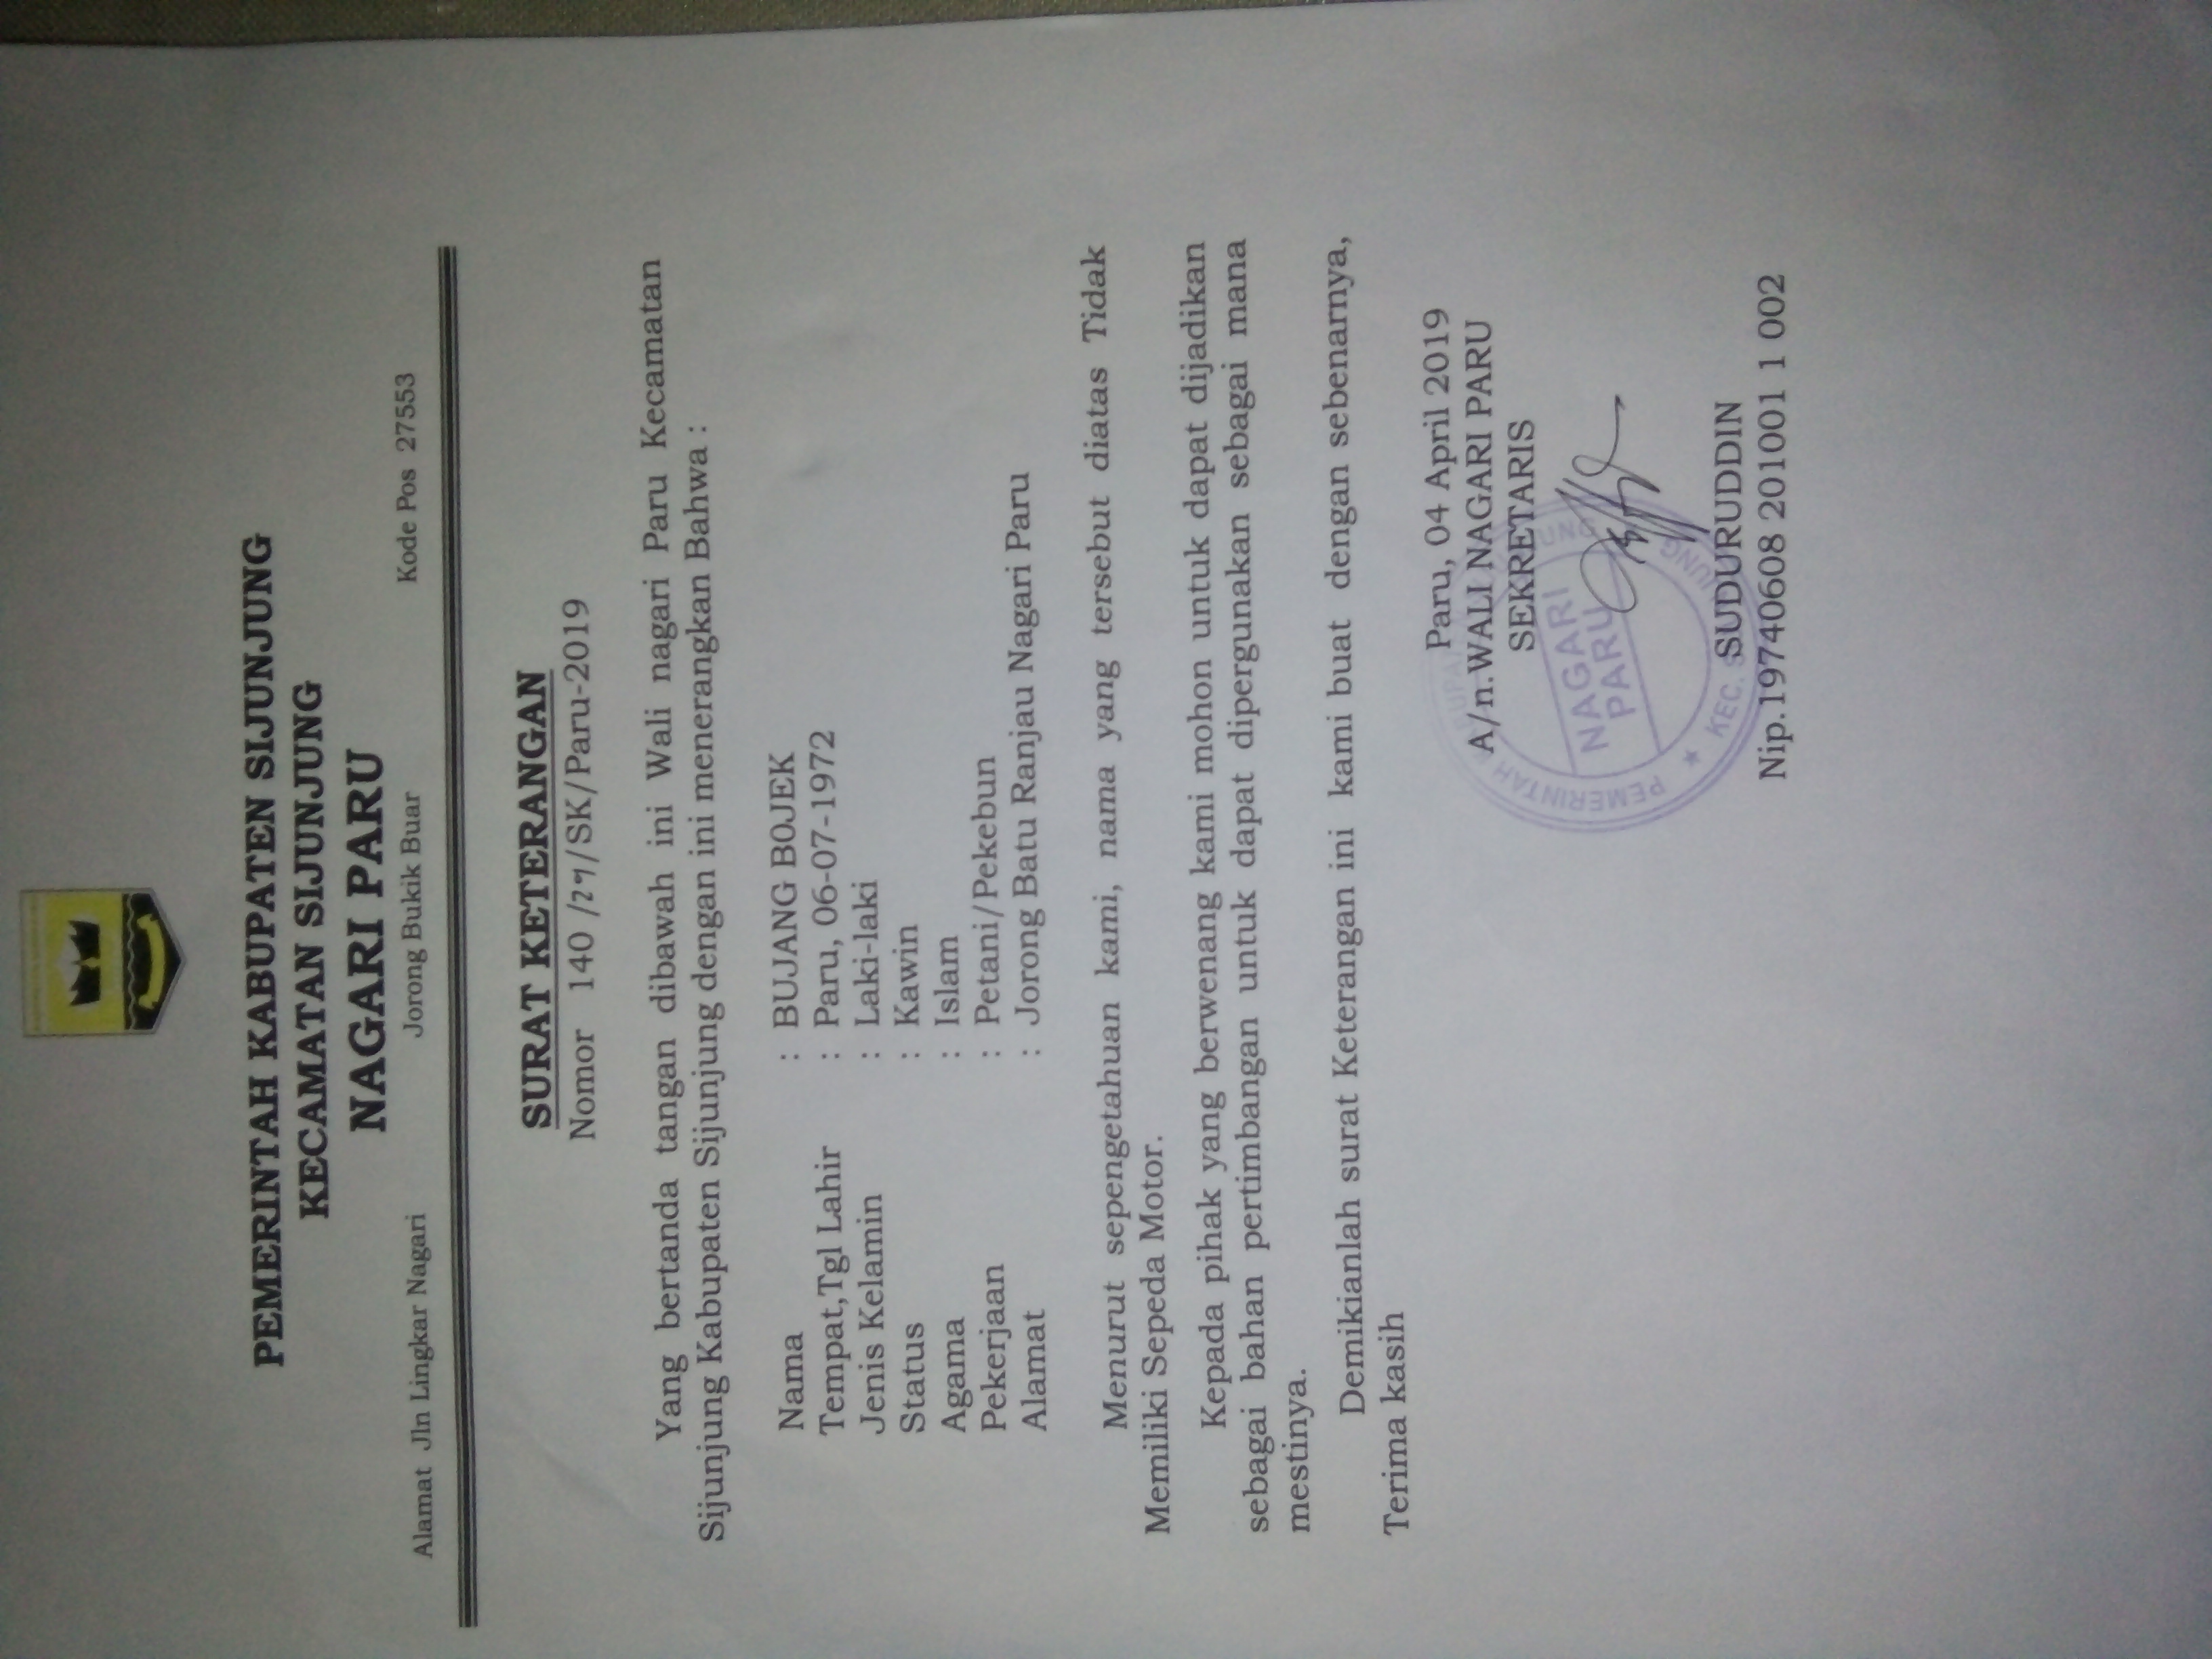 PEMERINTAH KABUPATEN SIJUNJUNG
KECAMATAN SIJUNJUNG
NAGARI PARU
Alamat Jln Lingkar Nagari Jorong Bukik Buar Kode Pos 27553
SURAT KETERANGAN
Nomor 140 /29/SK/Paru-2019
Yang bertanda tangan dibawah ini Wali nagari Paru Kecamatan
Sijunjung Kabupaten Sijunjung dengan ini menerangkan Bahwa :
Nama : BUJANG BOJEK
Tempat,Tgl Lahir : Paru, 06-07-1972
Jenis Kelamin : Laki-laki
Status : Kawin
Agama : Islam
Pekerjaan : Petani/Pekebun
Alamat : Jorong Batu Ranjau Nagari Paru
Menurut sepengetahuan kami, nama yang tersebut diatas Tidak
Memiliki Sepeda Motor.
Kepada pihak yang berwenang kami mohon untuk dapat dijadikan
sebagai bahan pertimbangan untuk dapat dipergunakan sebagai mana
mestinya.
Demikianlah surat Keterangan ini kami buat dengan sebenarnya,
Terima kasih
Paru, 04 April 2019
A/n.WALI NAGARI PARU
SEKRETARIS
PEMERINTAH KABUPATEN SIJUNJUNG
NAGARI
PARU
KEC. SIJUNJUNG
SUDURUDDIN
Nip.19740608 201001 1 002